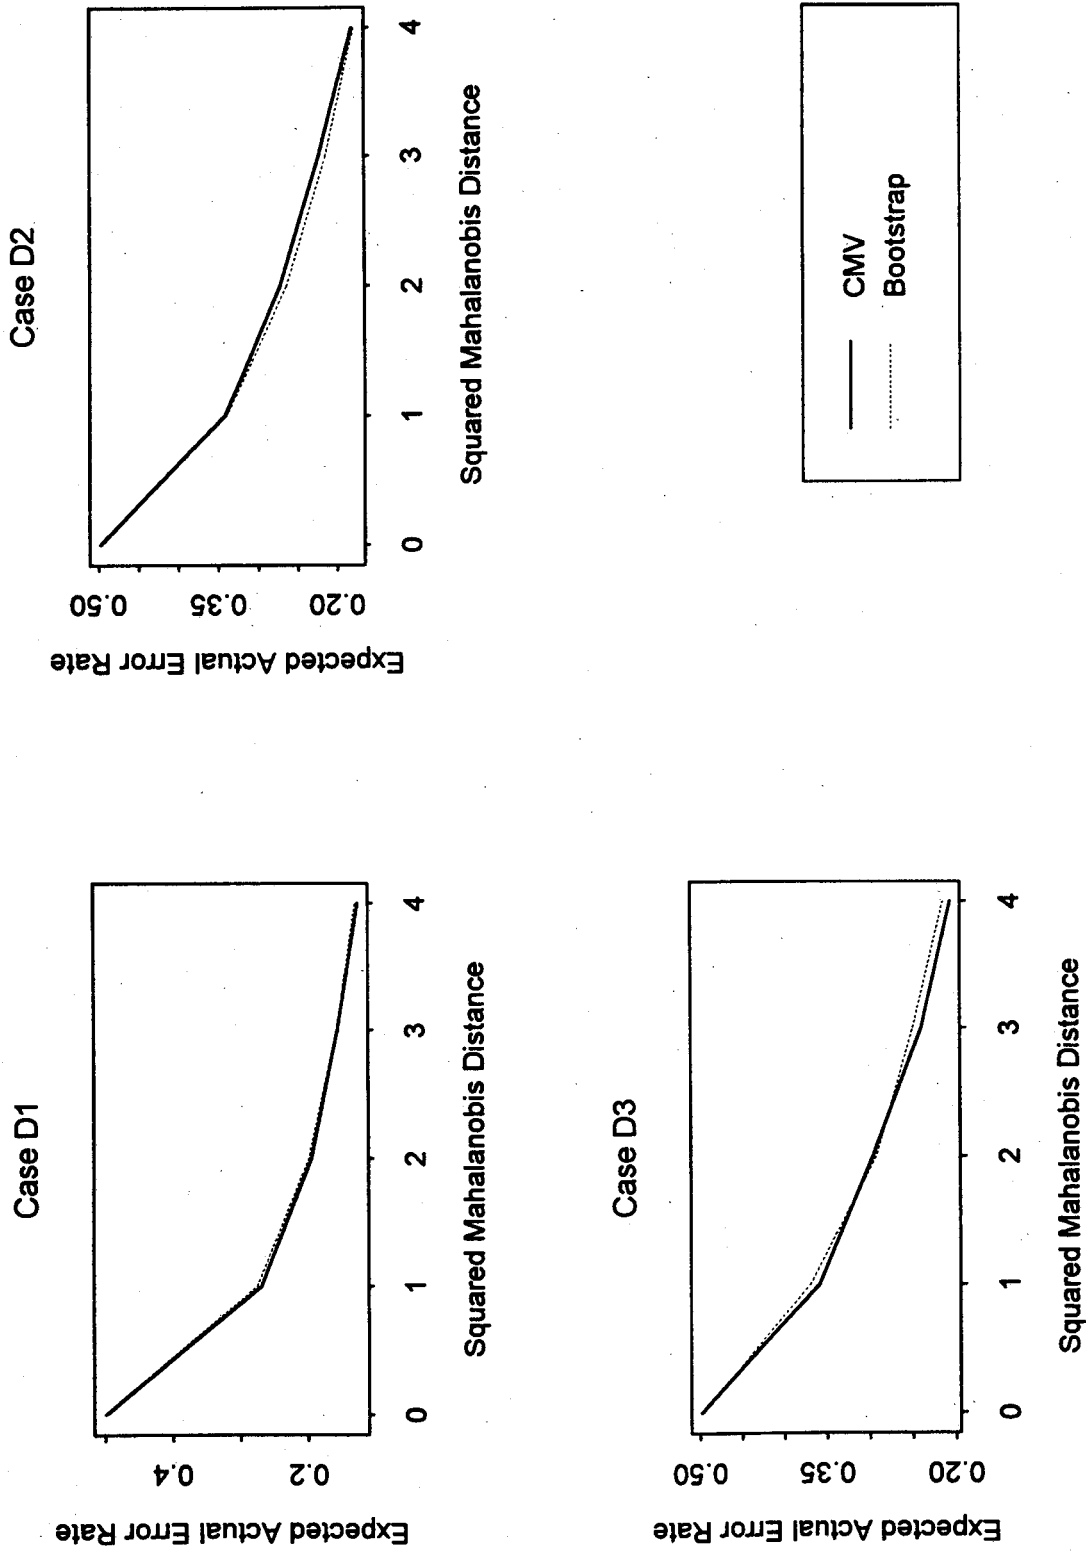 Case D1
Expected Actual Error Rate
0.4
0.2
0 1 2 3 4
Squared Mahalanobis Distance
Case D2
Expected Actual Error Rate
0.50
0.35
0.20
0 1 2 3 4
Squared Mahalanobis Distance
Case D3
Expected Actual Error Rate
0.50
0.35
0.20
0 1 2 3 4
Squared Mahalanobis Distance
CMV
Bootstrap